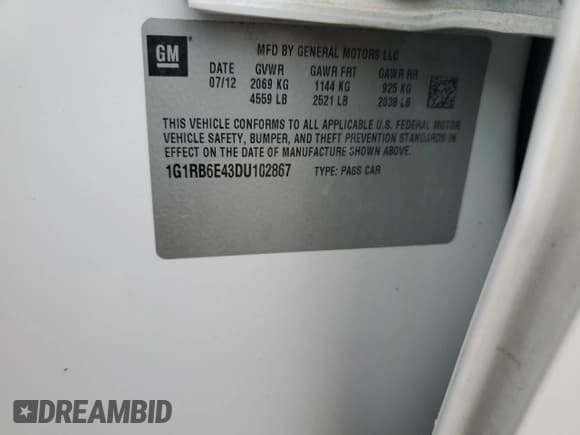 GM
MFD BY GENERAL MOTORS LLC
DATE GVWR GAWR FRT GAWR RR
07/12 2069 KG 1144 KG 925 KG
4559 LB 2521 LB 2038 LB
THIS VEHICLE CONFORMS TO ALL APPLICABLE U.S. FEDERAL MOTOR
VEHICLE SAFETY, BUMPER, AND THEFT PREVENTION STANDARDS IN
EFFECT ON THE DATE OF MANUFACTURE SHOWN ABOVE.
1G1RB6E43DU102867 TYPE: PASS CAR
DREAMBID